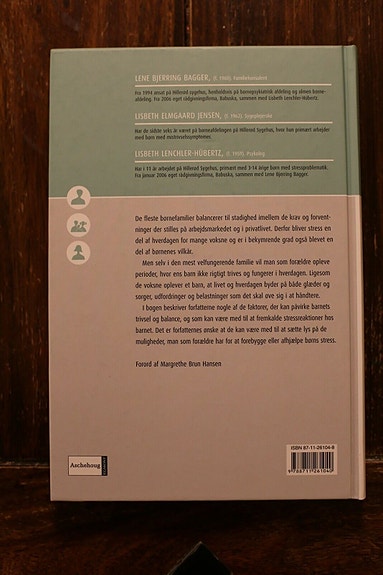 LENE BJERRING BAGGER, (f. 1960), Familiekonsulent
Fra 1994 ansat på Hillerød sygehus, fortrinsvis på børnepsykiatrisk afdeling og almen børne-
afdeling. Fra 2006 eget rådgivningsfirma, Babuska, sammen med Lisbeth Lenchler-Hübertz.
LISBETH ELMGAARD JENSEN, (f. 1961), Sygeplejerske
Har de sidste seks år været på børneafdelingen på Hillerød Sygehus, hvor hun primært arbejder
med børn med
LISBETH LENCHLER-HÜBERTZ, (f. 1969), Psykolog
Har i 11 år arbejdet på Hillerød Sygehus, primært med 3-14 årige børn med stressproblematik.
Fra januar 2006 eget rådgivningsfirma, Babuska, sammen med Lene Bjerring Bagger.
De fleste børnefamilier balancerer til stadighed imellem de krav og forvent-
ninger der stilles på arbejdsmarkedet og i privatlivet. Derfor bliver stress en
del af hverdagen for mange voksne og er i bekymrende grad også blevet en
del af børnenes vilkår.
Men selv i den mest velfungerende familie vil man som forældre opleve
perioder, hvor ens barn ikke rigtigt trives og fungerer i hverdagen. Ligesom
de voksne oplever et barn, at livet og hverdagen byder på både glæder og
sorger, udfordringer og belastninger som det skal øve sig i at håndtere.
I bogen beskriver forfatterne nogle af de faktorer, der kan påvirke barnets
trivsel og balance, og som kan være med til at fremkalde stressreaktioner hos
barnet. Det er forfatternes ønske at de kan være med til at sætte lys på de
muligheder, man som forældre har for at forebygge eller afhjælpe børns stress.
Forord af Margrethe Brun Hansen
ISBN 87-11-26104-8
9 788711 261040
Aschehoug